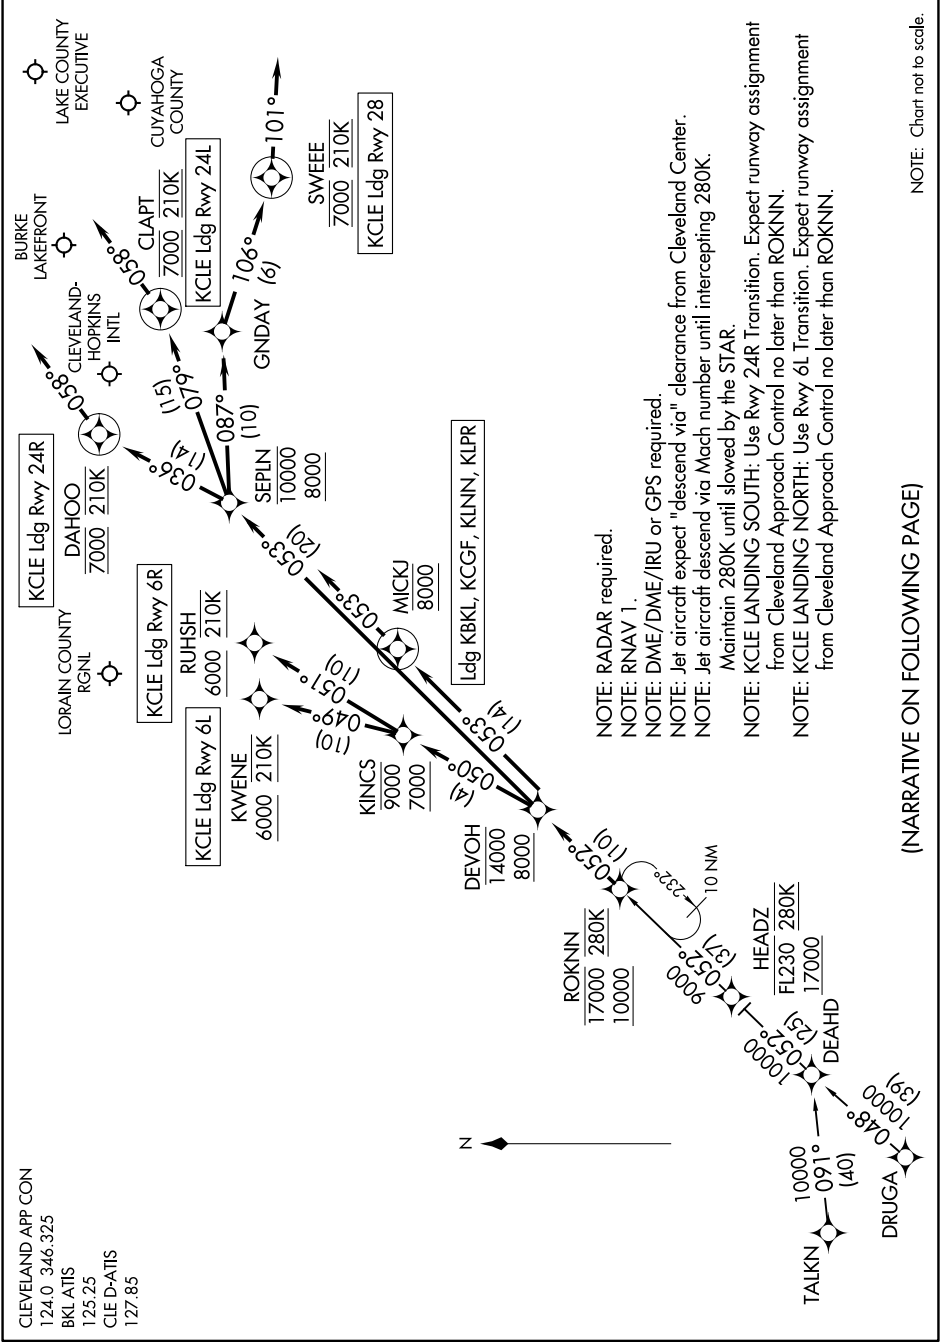 CLEVELAND APP CON
124.0 346.325
BKL ATIS
125.25
CLE D-ATIS
127.85
N
TALKN
10000
091°
(40)
DRUGA
048°
10000
(39)
DEAHD
10000
052°
(25)
HEADZ
FL230 280K
17000
9000
052°
(37)
ROKNN
17000 280K
10000
232°
10 NM
052°
(10)
DEVOH
14000
8000
050°
(4)
KINCS
9000
7000
049°
(10)
KCLE Ldg Rwy 6L
KWENE
6000 210K
051°
(10)
KCLE Ldg Rwy 6R
RUHSH
6000 210K
053°
(14)
MICKJ
8000
Ldg KBKL, KCGF, KLNN, KLPR
053°
053°
(20)
SEPLN
10000
8000
036°
(14)
KCLE Ldg Rwy 24R
DAHOO
7000 210K
058°
079°
(15)
CLAPT
7000 210K
KCLE Ldg Rwy 24L
058°
087°
(10)
GNDAY
106°
(6)
SWEEE
7000 210K
KCLE Ldg Rwy 28
101°
LORAIN COUNTY
RGNL
CLEVELAND-
HOPKINS
INTL
BURKE
LAKEFRONT
CUYAHOGA
COUNTY
LAKE COUNTY
EXECUTIVE
NOTE: RADAR required.
NOTE: RNAV 1.
NOTE: DME/DME/IRU or GPS required.
NOTE: Jet aircraft expect "descend via" clearance from Cleveland Center.
NOTE: Jet aircraft descend via Mach number until intercepting 280K.
Maintain 280K until slowed by the STAR.
NOTE: KCLE LANDING SOUTH: Use Rwy 24R Transition. Expect runway assignment
from Cleveland Approach Control no later than ROKNN.
NOTE: KCLE LANDING NORTH: Use Rwy 6L Transition. Expect runway assignment
from Cleveland Approach Control no later than ROKNN.
(NARRATIVE ON FOLLOWING PAGE)
NOTE: Chart not to scale.